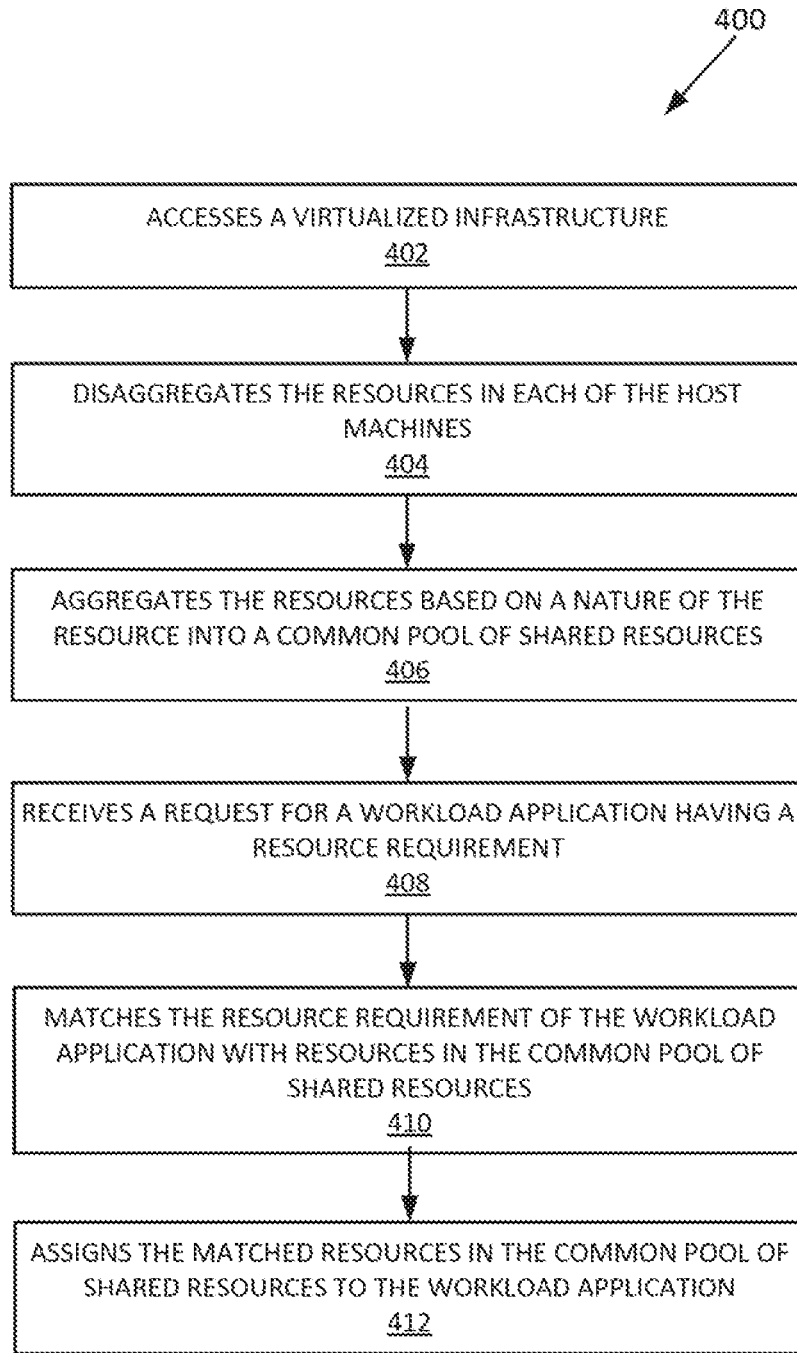 400
ACCESSES A VIRTUALIZED INFRASTRUCTURE
402
DISAGGREGATES THE RESOURCES IN EACH OF THE HOST
MACHINES
404
AGGREGATES THE RESOURCES BASED ON A NATURE OF THE
RESOURCE INTO A COMMON POOL OF SHARED RESOURCES
406
RECEIVES A REQUEST FOR A WORKLOAD APPLICATION HAVING A
RESOURCE REQUIREMENT
408
MATCHES THE RESOURCE REQUIREMENT OF THE WORKLOAD
APPLICATION WITH RESOURCES IN THE COMMON POOL OF
SHARED RESOURCES
410
ASSIGNS THE MATCHED RESOURCES IN THE COMMON POOL OF
SHARED RESOURCES TO THE WORKLOAD APPLICATION
412